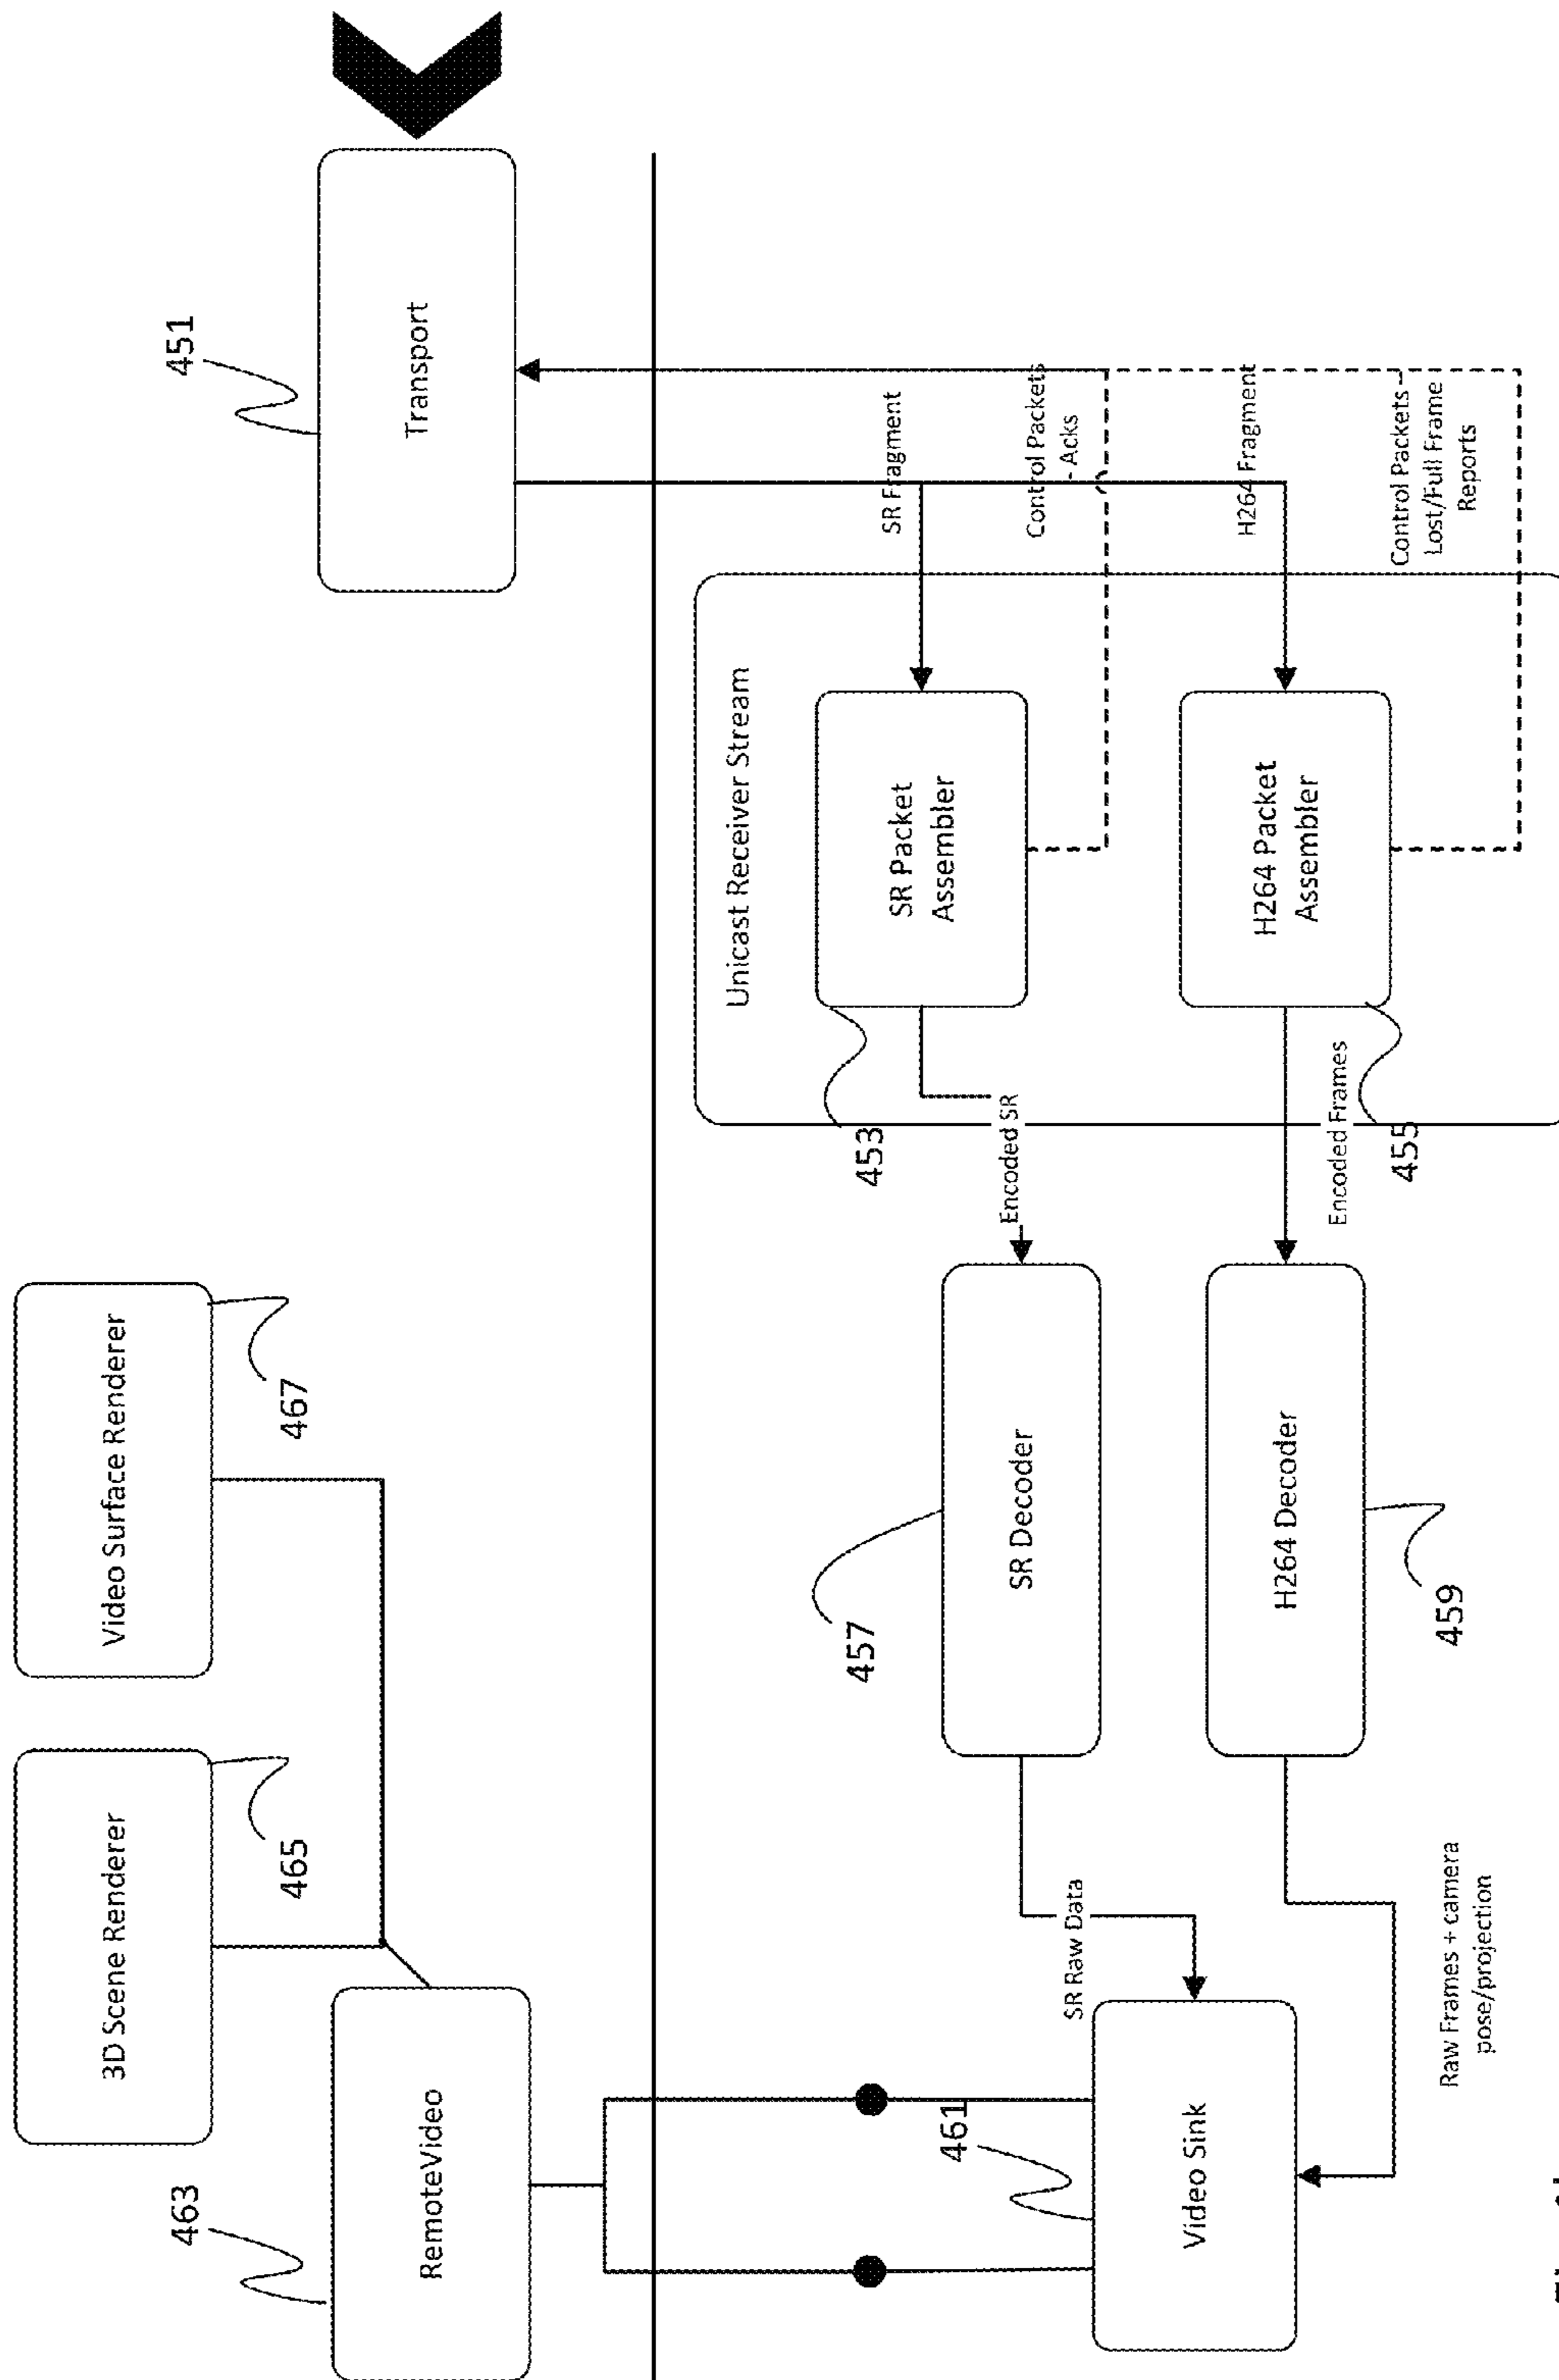 3D Scene Renderer
Video Surface Renderer
465
467
463
RemoteVideo
451
Transport
Unicast Receiver Stream
461
Video Sink
SR Raw Data
Raw Frames + camera
pose/projection
457
SR Decoder
H264 Decoder
459
Encoded SR
Encoded Frames
453
SR Packet
Assembler
455
H264 Packet
Assembler
SR Fragment
Control Packets
- Acks
H264 Fragment
Control Packets -
Lost/Full Frame
Reports